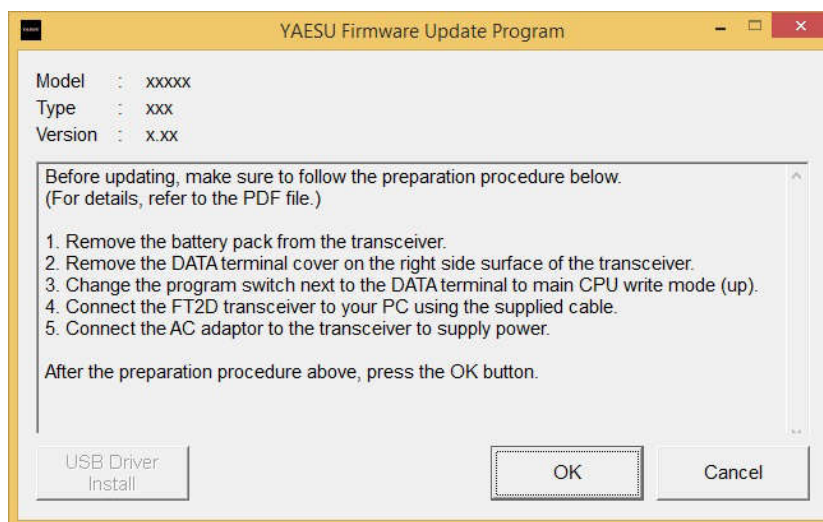 YAESU Firmware Update Program
Model : xxxxx
Type : xxx
Version : x.xx
Before updating, make sure to follow the preparation procedure below.
(For details, refer to the PDF file.)
1. Remove the battery pack from the transceiver.
2. Remove the DATA terminal cover on the right side surface of the transceiver.
3. Change the program switch next to the DATA terminal to main CPU write mode (up).
4. Connect the FT2D transceiver to your PC using the supplied cable.
5. Connect the AC adaptor to the transceiver to supply power.
After the preparation procedure above, press the OK button.
USB Driver
Install
OK
Cancel